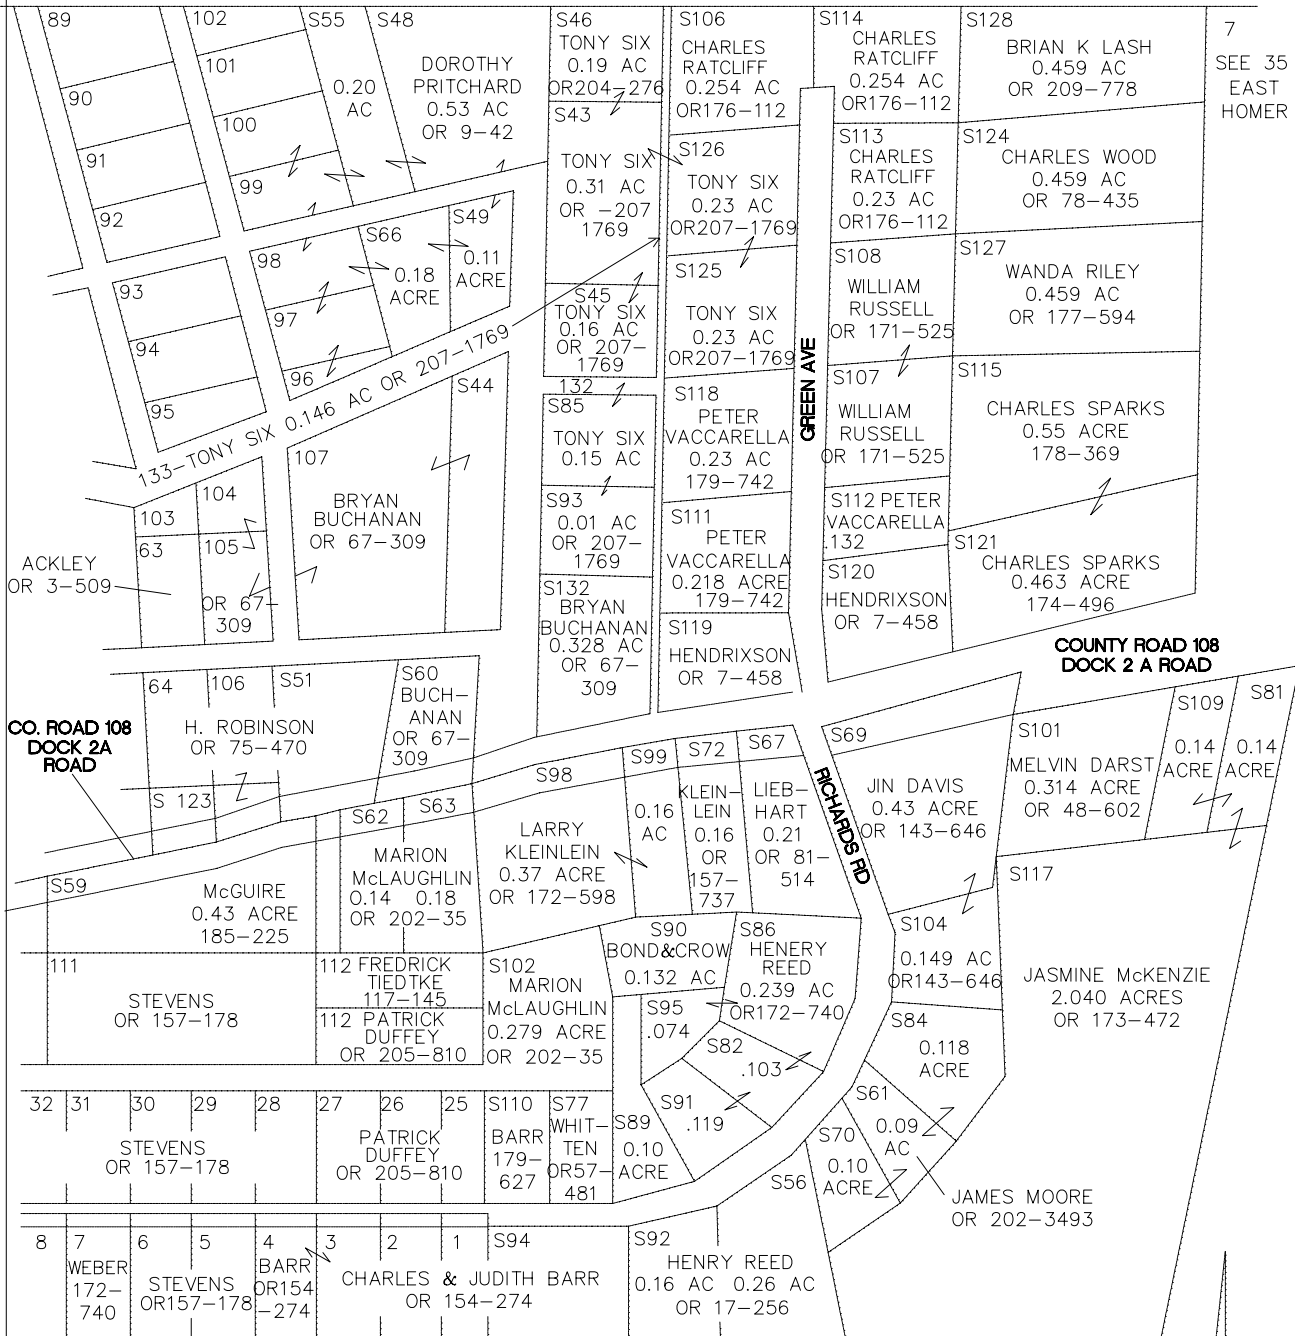 89
102
S55
S48
S46
TONY SIX
0.19 AC
OR204-276
S106
CHARLES
RATCLIFF
0.254 AC
OR176-112
S114
CHARLES
RATCLIFF
0.254 AC
OR176-112
S128
BRIAN K LASH
0.459 AC
OR 209-778
7
SEE 35
EAST
HOMER
101
90
0.20
AC
DOROTHY
PRITCHARD
0.53 AC
OR 9-42
S43
TONY SIX
0.31 AC
OR -207
1769
100
91
99
92
S126
TONY SIX
0.23 AC
OR207-1769
S113
CHARLES
RATCLIFF
0.23 AC
OR176-112
S124
CHARLES WOOD
0.459 AC
OR 78-435
S49
0.11
ACRE
S66
0.18
ACRE
98
93
97
94
96
95
S125
TONY SIX
0.23 AC
OR207-1769
S108
WILLIAM
RUSSELL
OR 171-525
S127
WANDA RILEY
0.459 AC
OR 177-594
S45
TONY SIX
0.16 AC
OR 207-
1769
GREEN AVE
133-TONY SIX 0.146 AC OR 207-1769
S44
132
S85
TONY SIX
0.15 AC
S118
PETER
VACCARELLA
0.23 AC
179-742
S107
WILLIAM
RUSSELL
OR 171-525
S115
CHARLES SPARKS
0.55 ACRE
178-369
107
BRYAN
BUCHANAN
OR 67-309
104
103
63
105
OR 67-
309
ACKLEY
OR 3-509
S93
0.01 AC
OR 207-
1769
S111
PETER
VACCARELLA
0.218 ACRE
179-742
S112 PETER
VACCARELLA
.132
S121
CHARLES SPARKS
0.463 ACRE
174-496
S120
HENDRIXSON
OR 7-458
S132
BRYAN
BUCHANAN
0.328 AC
OR 67-
309
S119
HENDRIXSON
OR 7-458
COUNTY ROAD 108
DOCK 2 A ROAD
64
106
S51
H. ROBINSON
OR 75-470
S60
BUCH-
ANAN
OR 67-
309
CO. ROAD 108
DOCK 2A
ROAD
S 123
S109
0.14
ACRE
S81
0.14
ACRE
S101
MELVIN DARST
0.314 ACRE
OR 48-602
S69
JIN DAVIS
0.43 ACRE
OR 143-646
S67
LIEB-
HART
0.21
OR 81-
514
S72
KLEIN-
LEIN
0.16
OR
157-
737
S99
0.16
AC
S98
LARRY
KLEINLEIN
0.37 ACRE
OR 172-598
RICHARDS RD
S62
S63
MARION
McLAUGHLIN
0.14 0.18
OR 202-35
S59
McGUIRE
0.43 ACRE
185-225
S117
JASMINE McKENZIE
2.040 ACRES
OR 173-472
S104
0.149 AC
OR143-646
S90
BOND&CROW
0.132 AC
S86
HENERY
REED
0.239 AC
OR172-740
111
STEVENS
OR 157-178
112 FREDRICK
TIEDTKE
117-145
112 PATRICK
DUFFEY
OR 205-810
S102
MARION
McLAUGHLIN
0.279 ACRE
OR 202-35
S95
.074
S82
.103
S84
0.118
ACRE
S91
.119
S61
0.09
AC
S70
0.10
ACRE
S56
32 31 30 29 28 27 26 25
STEVENS
OR 157-178
PATRICK
DUFFEY
OR 205-810
S110
BARR
179-
627
S77
WHIT-
TEN
OR57-
481
S89
0.10
ACRE
JAMES MOORE
OR 202-3493
8 7 6 5 4 3 2 1 S94
WEBER
172-
740
STEVENS
OR157-178
BARR
OR154
-274
CHARLES & JUDITH BARR
OR 154-274
S92
HENRY REED
0.16 AC 0.26 AC
OR 17-256